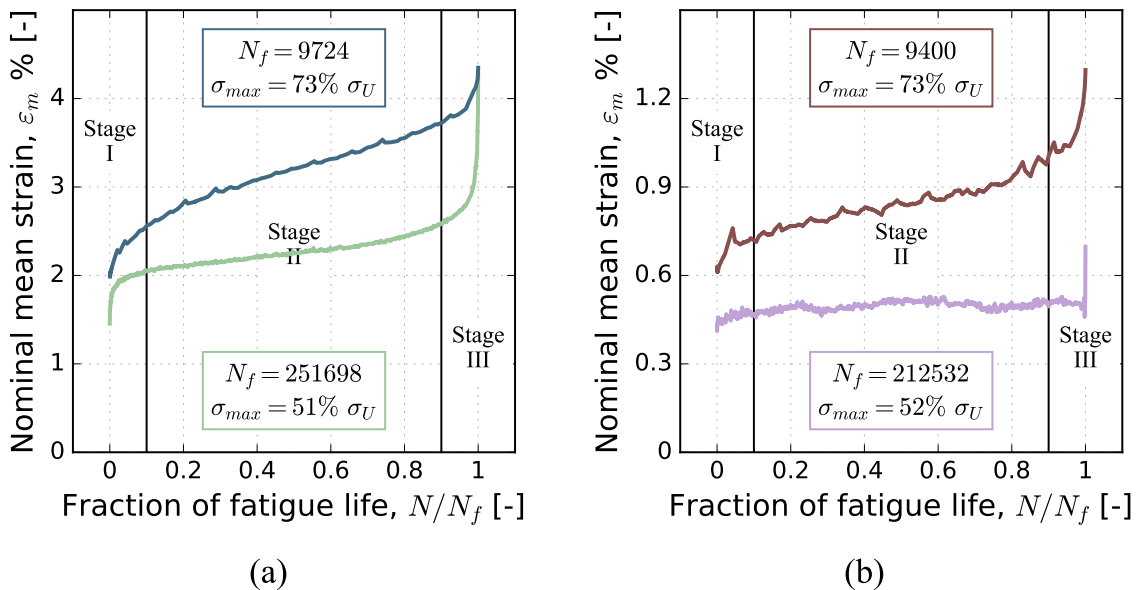 Nominal mean strain, εₘ % [-]
4
3
2
1
0
N_f = 9724
σ_max = 73% σ_U
Stage
I
Stage
II
Stage
III
N_f = 251698
σ_max = 51% σ_U
0 0.2 0.4 0.6 0.8 1
Fraction of fatigue life, N/N_f [-]
(a)
Nominal mean strain, εₘ % [-]
1.2
0.9
0.6
0.3
0
N_f = 9400
σ_max = 73% σ_U
Stage
I
Stage
II
Stage
III
N_f = 212532
σ_max = 52% σ_U
0 0.2 0.4 0.6 0.8 1
Fraction of fatigue life, N/N_f [-]
(b)